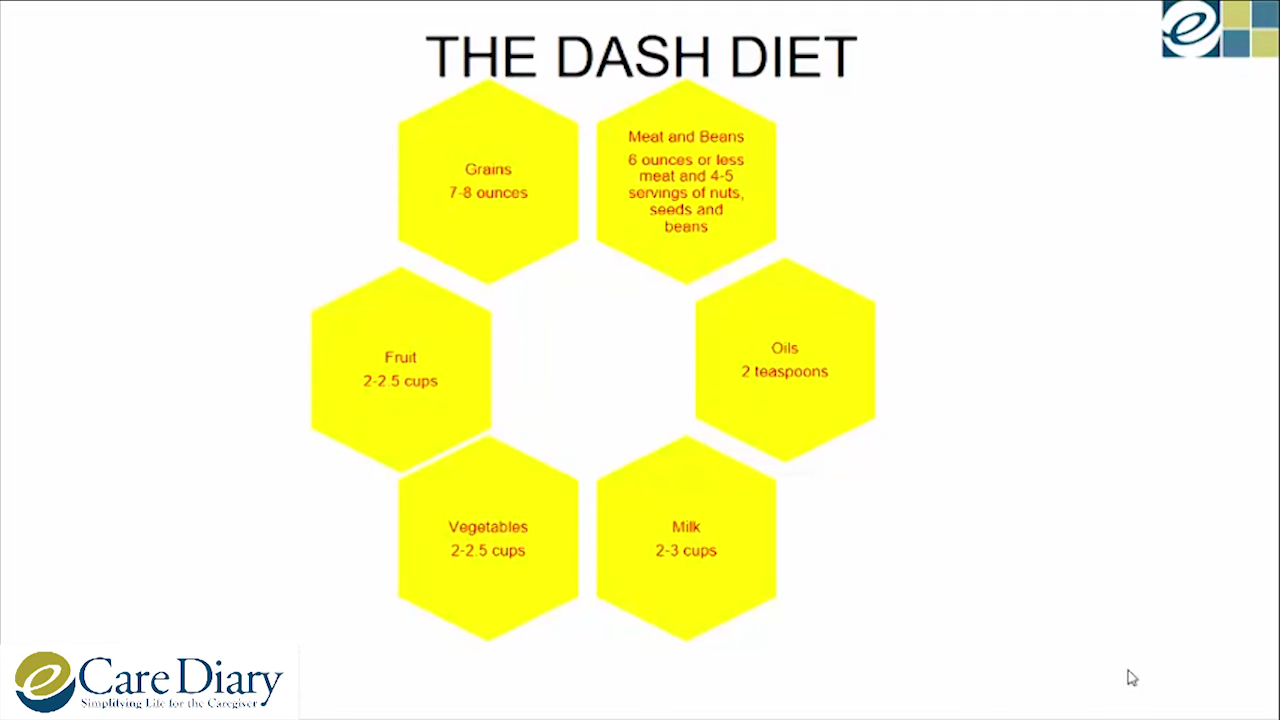 THE DASH DIET
Grains
7-8 ounces
Meat and Beans
6 ounces or less
meat and 4-5
servings of nuts,
seeds and
beans
Fruit
2-2.5 cups
Oils
2 teaspoons
Vegetables
2-2.5 cups
Milk
2-3 cups
e
e Care Diary
Simplifying Life for the Caregiver